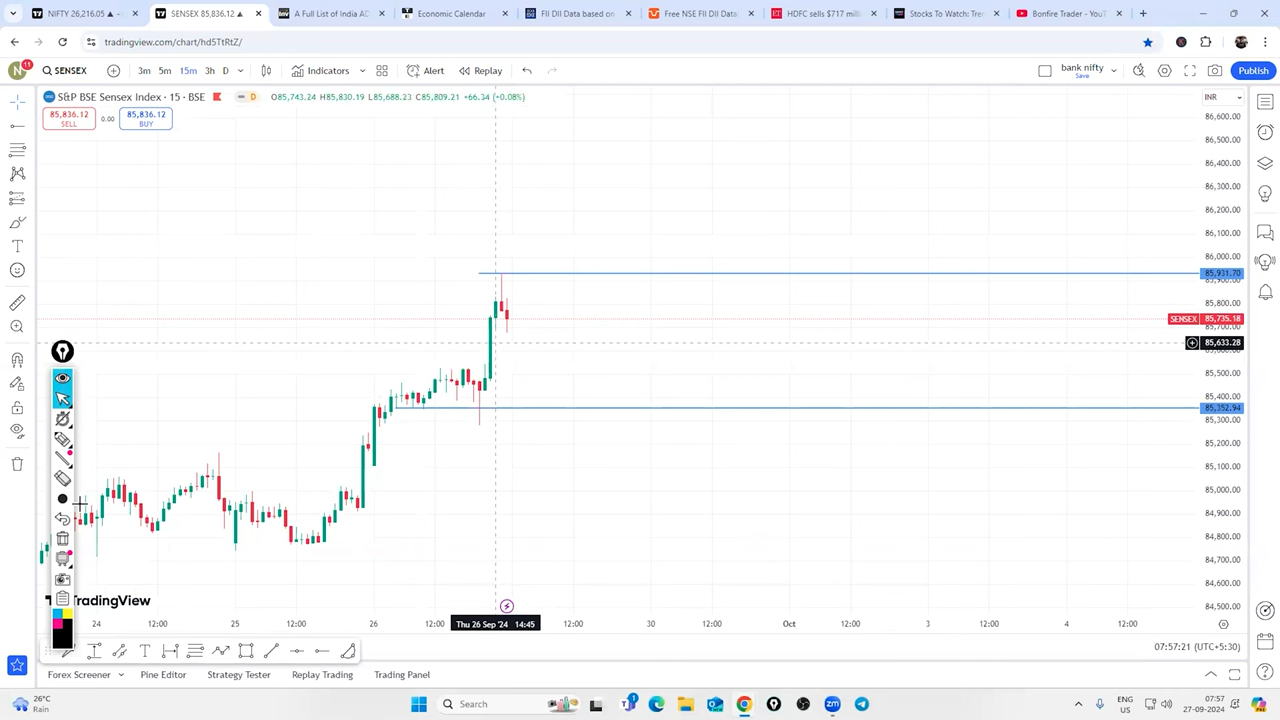 NIFTY 26,216.05 ▲
SENSEX 85,836.12 ▲
A Full List of India AD
Economic Calendar
FII DII Data based on
Free NSE FII DII Data
HDFC sells $717 mill
Stocks To Watch: Tre
Bonfire Trader - YouT
tradingview.com/chart/hd5TtRtZ/
N 11 SENSEX 3m 5m 15m 3h D Indicators Alert Replay bank nifty Save Publish
S&P BSE Sensex Index · 15 · BSE D O85,743.24 H85,830.19 L85,688.23 C85,809.21 +66.34 (+0.08%) INR
85,836.12 SELL 0.00 85,836.12 BUY
86,600.00
86,500.00
86,400.00
86,300.00
86,200.00
86,100.00
86,000.00
85,931.70
85,900.00
85,800.00
SENSEX 85,735.18
85,700.00
85,633.28
85,500.00
85,400.00
85,352.94
85,300.00
85,200.00
85,100.00
85,000.00
84,900.00
84,800.00
84,700.00
84,600.00
84,500.00
TradingView
24 12:00 25 12:00 26 12:00 Thu 26 Sep '24 14:45 12:00 30 12:00 Oct 12:00 3 12:00 4 12:00
07:57:21 (UTC+5:30)
Forex Screener Pine Editor Strategy Tester Replay Trading Trading Panel
26°C
Rain
Search
ENG
US
07:57
27-09-2024